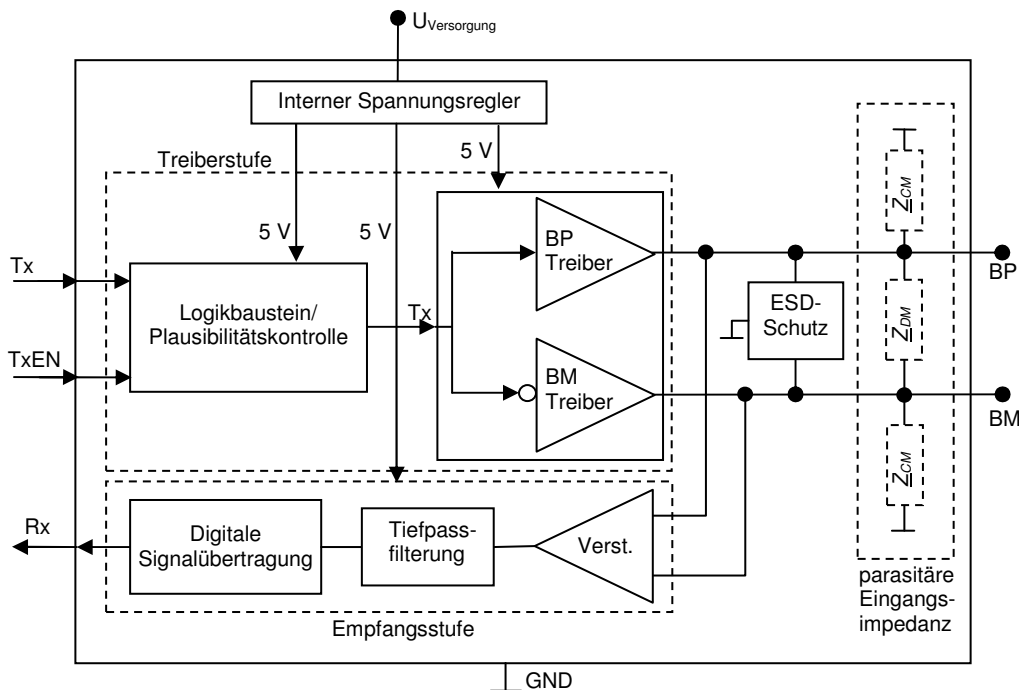 UVersorgung
Interner Spannungsregler
Treiberstufe
5 V
5 V
5 V
Tx
TxEN
Logikbaustein/
Plausibilitätskontrolle
Tx
BP
Treiber
BM
Treiber
ESD-
Schutz
ZCM
ZDM
ZCM
BP
BM
Rx
Digitale
Signalübertragung
Tiefpass-
filterung
Verst.
Empfangsstufe
parasitäre
Eingangs-
impedanz
GND